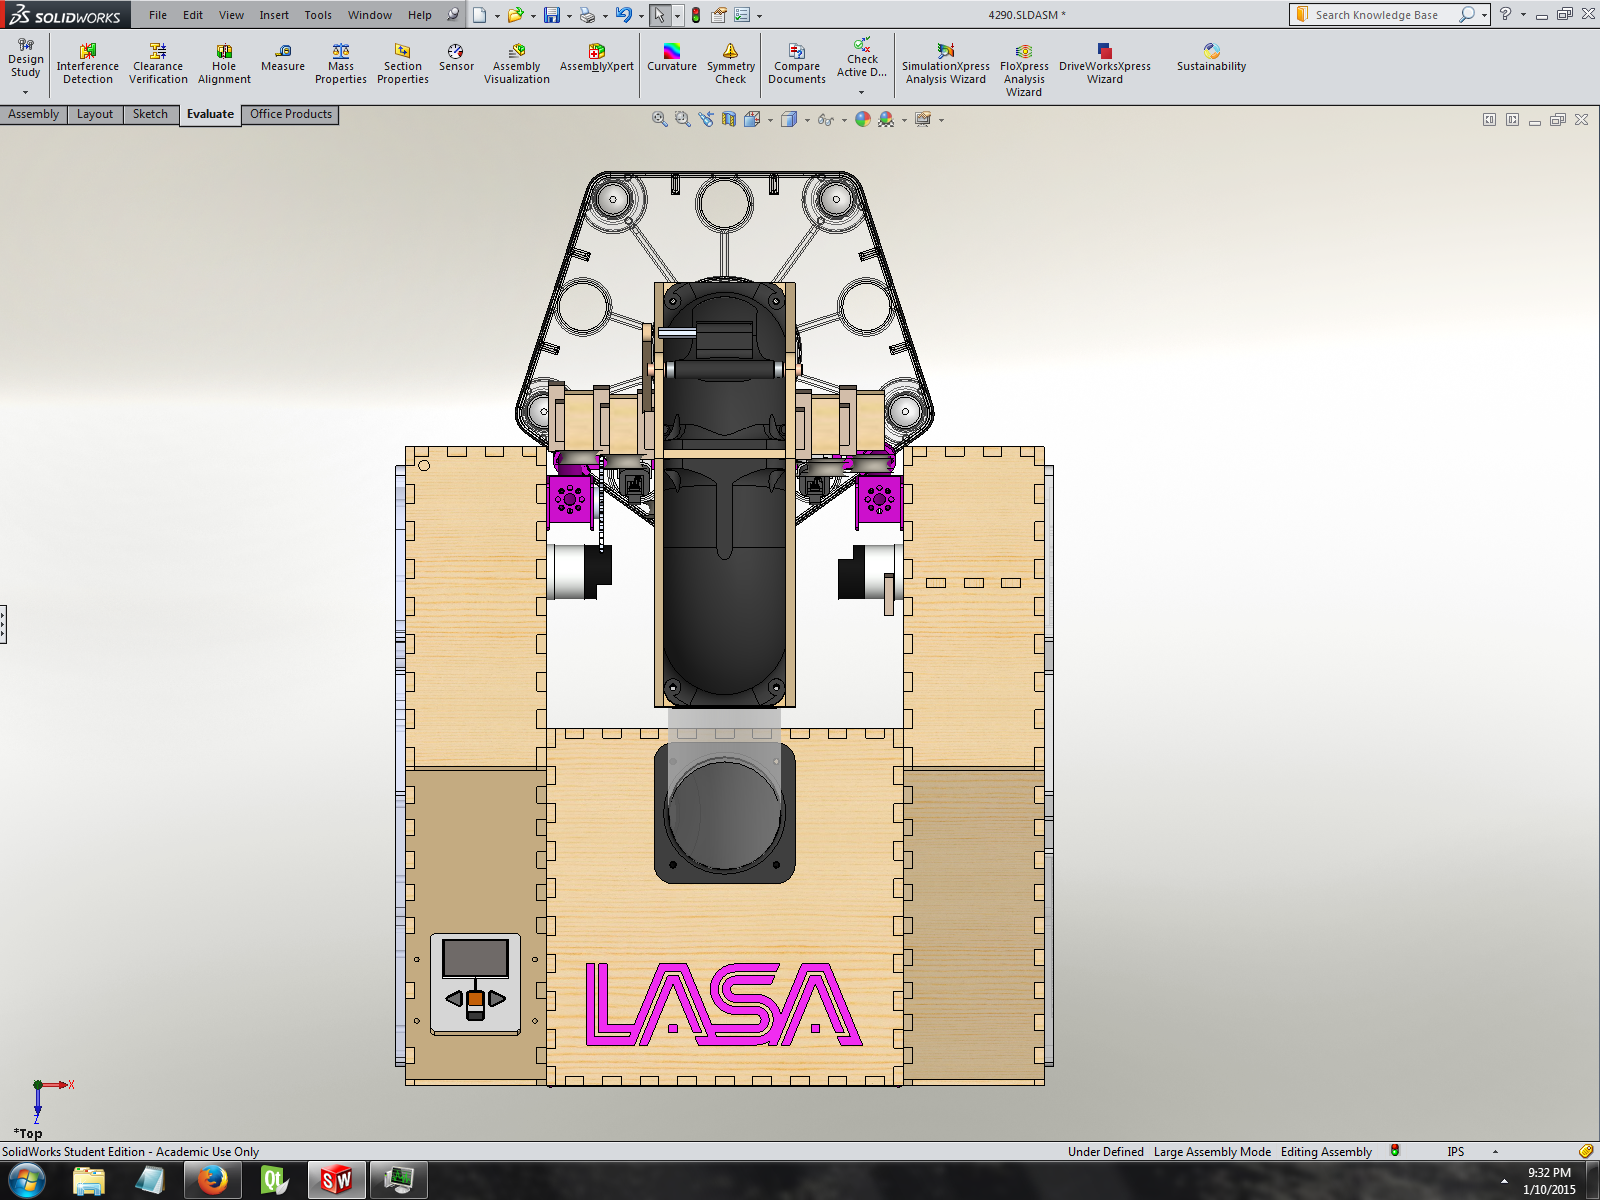 SOLIDWORKS File Edit View Insert Tools Window Help 4290.SLDASM * Search Knowledge Base ?
Design Study
Interference Detection
Clearance Verification
Hole Alignment
Measure
Mass Properties
Section Properties
Sensor
Assembly Visualization
AssemblyXpert
Curvature
Symmetry Check
Compare Documents
Check Active D...
SimulationXpress Analysis Wizard
FloXpress Analysis Wizard
DriveWorksXpress Wizard
Sustainability
Assembly Layout Sketch Evaluate Office Products
LASA
X
Z
*Top
SolidWorks Student Edition - Academic Use Only Under Defined Large Assembly Mode Editing Assembly IPS
Qt SW
9:32 PM
1/10/2015